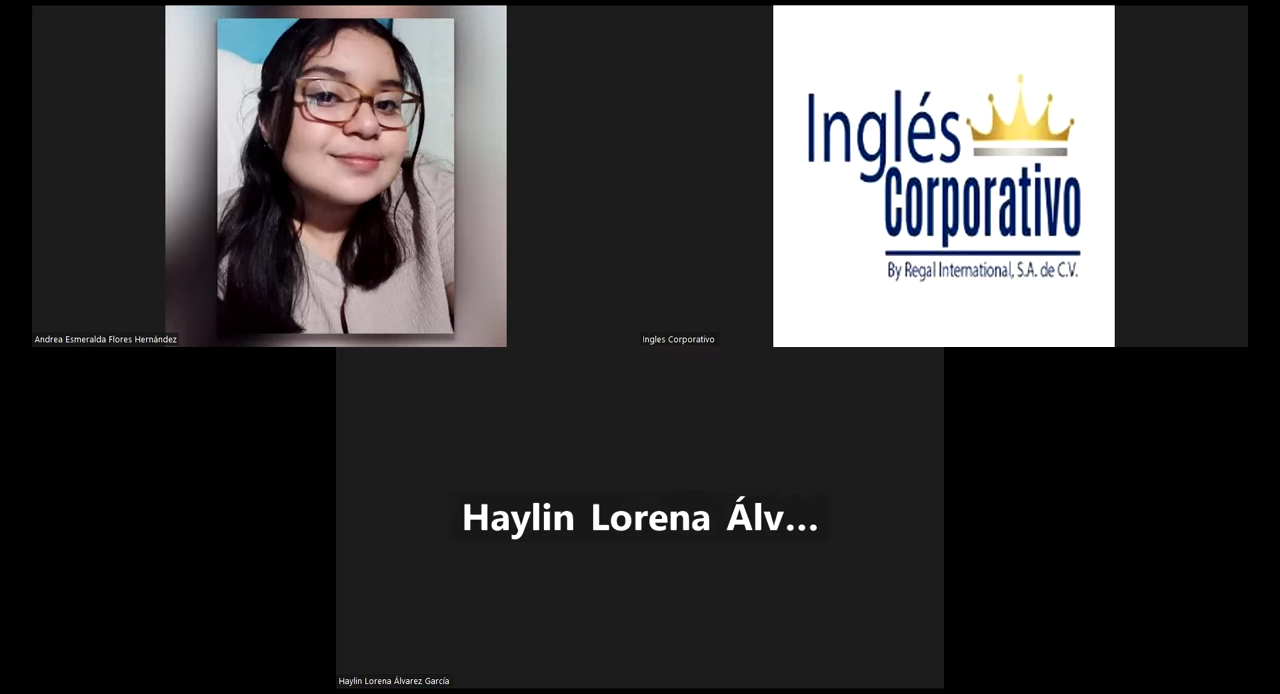 Inglés
Corporativo
By Regal International, S.A. de C.V.
Andrea Esmeralda Flores Hernández
Ingles Corporativo
Haylin Lorena Álv...
Haylin Lorena Álvarez García